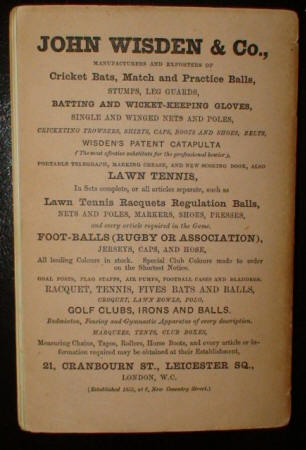 JOHN WISDEN & Co.,
MANUFACTURERS AND EXPORTERS OF
Cricket Bats, Match and Practice Balls,
STUMPS, LEG GUARDS,
BATTING AND WICKET-KEEPING GLOVES,
SINGLE AND WINGED NETS AND POLES,
CRICKETING TROWSERS, SHIRTS, CAPS, BOOTS AND SHOES, BELTS,
WISDEN'S PATENT CATAPULTA
(The most effective substitute for the professional bowler),
PORTABLE TELEGRAPH, MARKING CREASE, AND NEW SCORING BOOK, ALSO
LAWN TENNIS,
In Sets complete, or all articles separate, such as
Lawn Tennis Racquets Regulation Balls,
NETS AND POLES, MARKERS, SHOES, PRESSES,
and every article required in the Game.
FOOT-BALLS (RUGBY OR ASSOCIATION),
JERSEYS, CAPS, AND HOSE,
All leading Colours in stock. Special Club Colours made to order
on the Shortest Notice.
GOAL POSTS, FLAG STAFFS, AIR PUMPS, FOOTBALL CASES AND BLADDERS.
RACQUET, TENNIS, FIVES BATS AND BALLS,
CROQUET, LAWN BOWLS, POLO,
GOLF CLUBS, IRONS AND BALLS.
Badminton, Fencing and Gymnastic Apparatus of every description.
MARQUEES, TENTS, CLUB BOXES,
Measuring Chains, Tapes, Rollers, Horse Boots, and every article or in-
formation required may be obtained at their Establishment,
21, CRANBOURN ST., LEICESTER SQ.,
LONDON, W.C.
(Established 1855, at 2, New Coventry Street.)